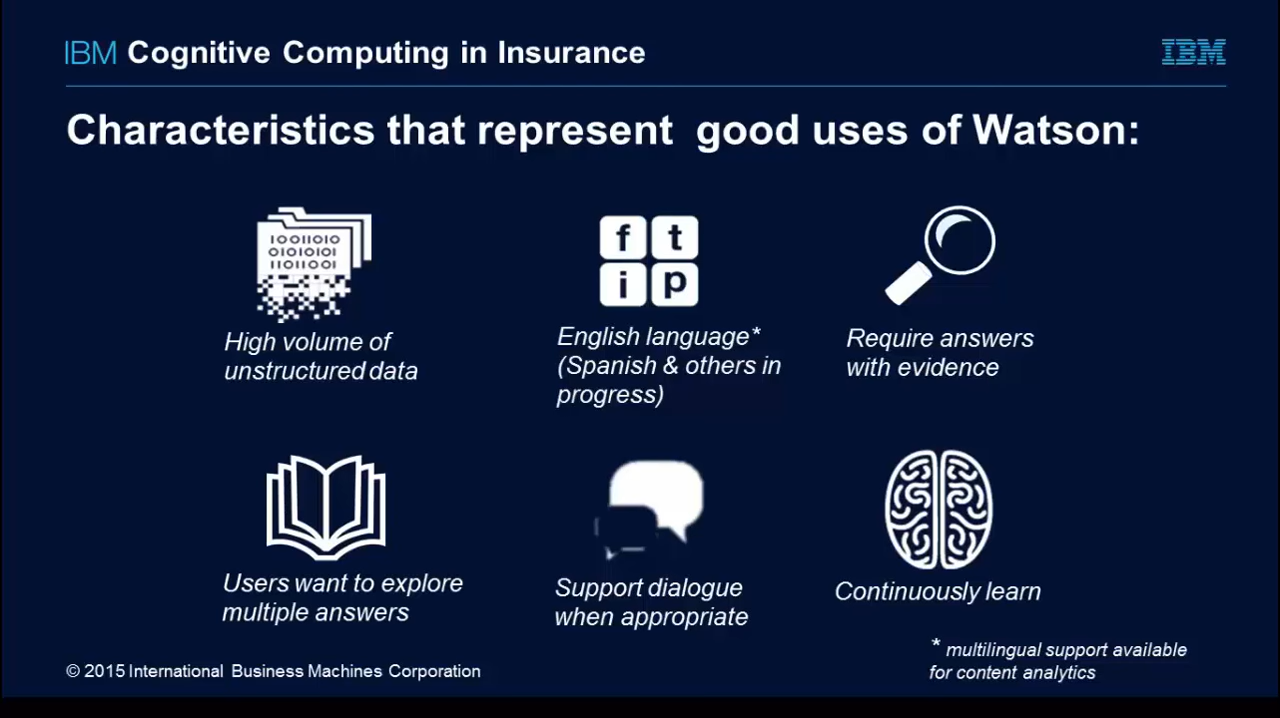 IBM Cognitive Computing in Insurance
IBM
Characteristics that represent good uses of Watson:
10011010
01010101
11011001
f t
i p
High volume of
unstructured data
English language*
(Spanish & others in
progress)
Require answers
with evidence
Users want to explore
multiple answers
Support dialogue
when appropriate
Continuously learn
© 2015 International Business Machines Corporation
* multilingual support available
for content analytics